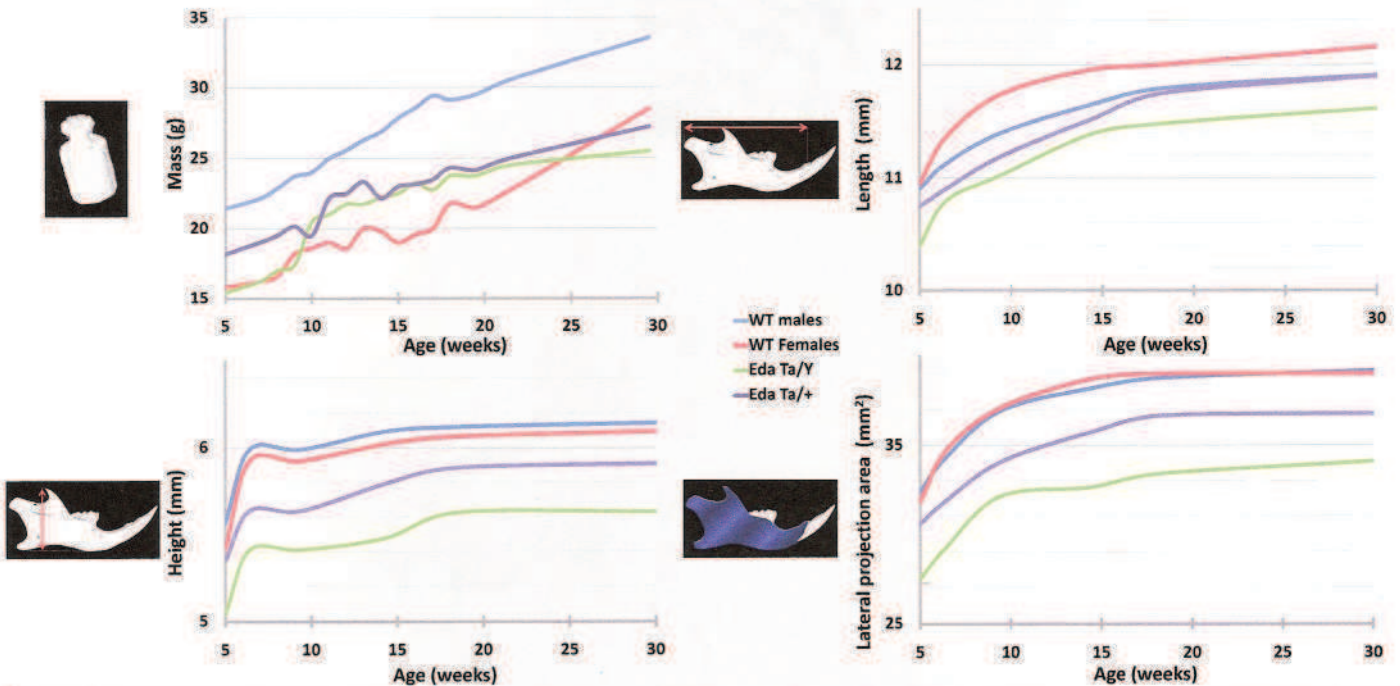 35
30
25
20
15
Mass (g)
5 10 15 20 25 30
Age (weeks)
12
11
10
Length (mm)
5 10 15 20 25 30
Age (weeks)
WT males
WT Females
Eda Ta/Y
Eda Ta/+
6
5
Height (mm)
5 10 15 20 25 30
Age (weeks)
35
25
Lateral projection area (mm²)
5 10 15 20 25 30
Age (weeks)